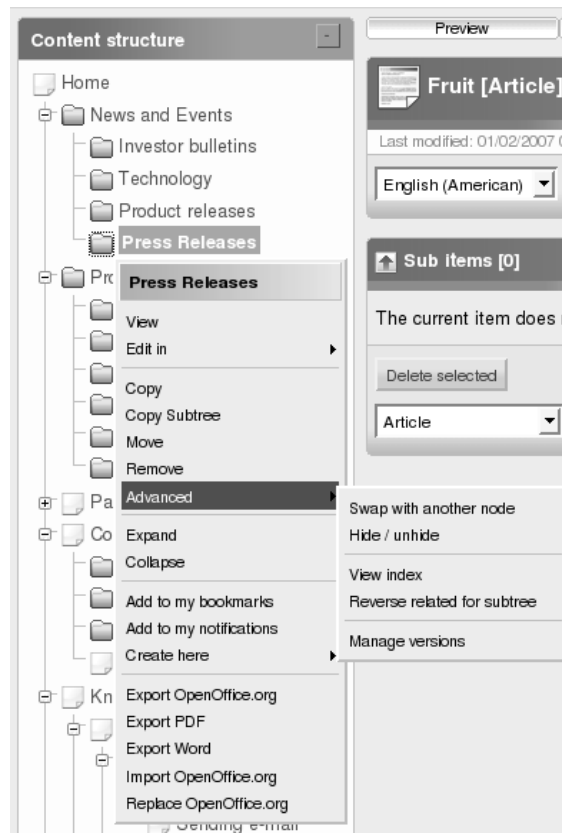 Content structure
-
Home
News and Events
Investor bulletins
Technology
Product releases
Press Releases
Pr
Press Releases
View
Edit in
Copy
Copy Subtree
Move
Remove
Advanced
Pa
Expand
Co
Collapse
Add to my bookmarks
Add to my notifications
Create here
Kn
Export OpenOffice.org
Export PDF
Export Word
Import OpenOffice.org
Replace OpenOffice.org
Sending e-mail
Swap with another node
Hide / unhide
View index
Reverse related for subtree
Manage versions
Preview
Fruit [Article]
Last modified: 01/02/2007
English (American)
Sub items [0]
The current item does
Delete selected
Article